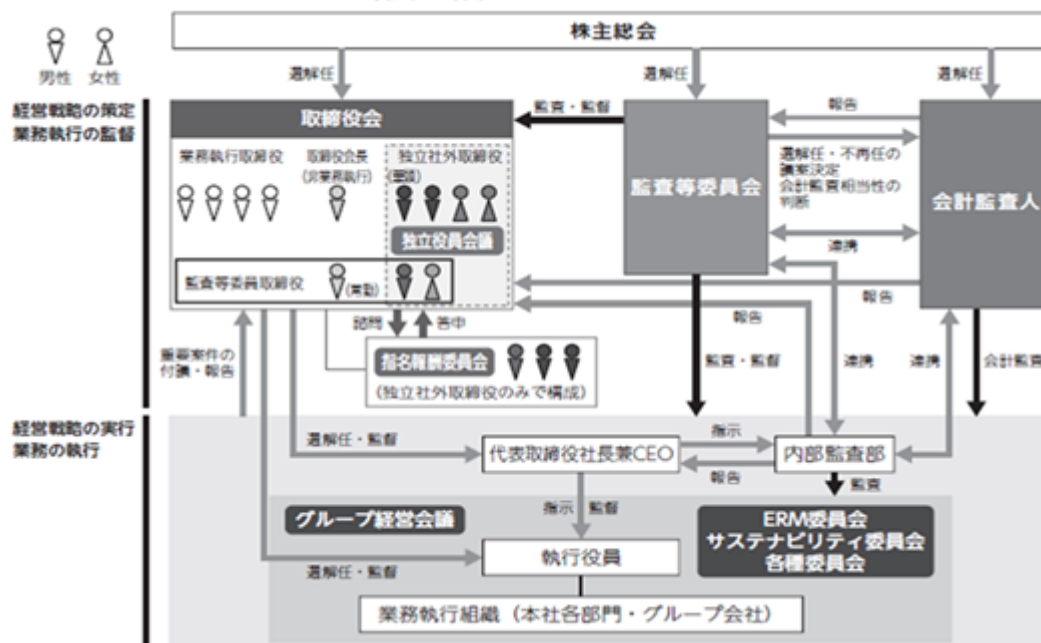 株主総会
男性 女性
選解任
選解任
選解任
経営戦略の策定
業務執行の監督
取締役会
監査・監督
監査等委員会
報告
会計監査人
業務執行取締役
取締役会長
(非業務執行)
独立社外取締役
選解任・不再任の
議案決定
会計監査相当性の
判断
独立役員会議
連携
監査等委員取締役
(常勤)
報告
報告
諮問
答申
重要案件の
付議・報告
指名報酬委員会
(独立社外取締役のみで構成)
監査・監督
連携
連携
会計監査
経営戦略の実行
業務の執行
選解任・監督
代表取締役社長兼CEO
指示
報告
内部監査部
監査
グループ経営会議
指示
監督
ERM委員会
サステナビリティ委員会
各種委員会
執行役員
選解任・監督
業務執行組織（本社各部門・グループ会社）